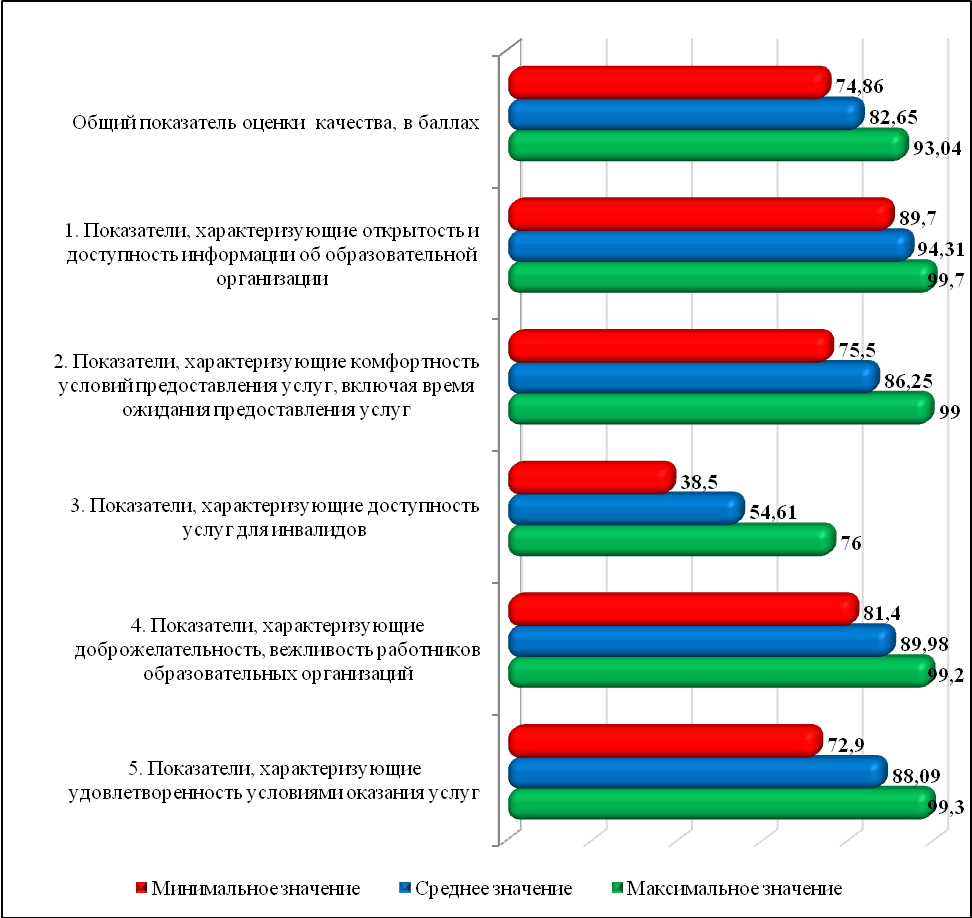 Общий показатель оценки качества, в баллах
74,86
82,65
93,04
1. Показатели, характеризующие открытость и
доступность информации об образовательной
организации
89,7
94,31
99,7
2. Показатели, характеризующие комфортность
условий предоставления услуг, включая время
ожидания предоставления услуг
75,5
86,25
99
3. Показатели, характеризующие доступность
услуг для инвалидов
38,5
54,61
76
4. Показатели, характеризующие
доброжелательность, вежливость работников
образовательных организаций
81,4
89,98
99,2
5. Показатели, характеризующие
удовлетворенность условиями оказания услуг
72,9
88,09
99,3
Минимальное значение Среднее значение Максимальное значение